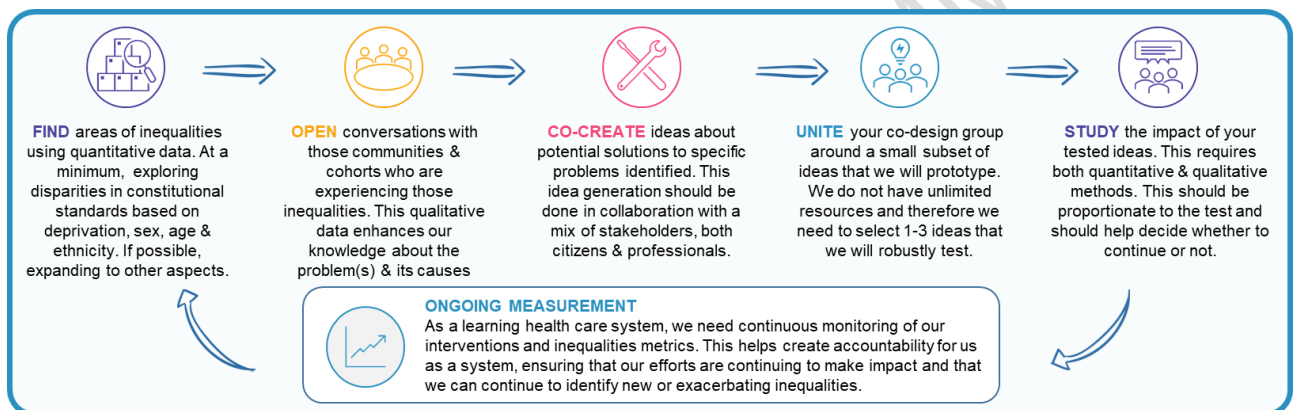 FIND areas of inequalities
using quantitative data. At a
minimum, exploring
disparities in constitutional
standards based on
deprivation, sex, age &
ethnicity. If possible,
expanding to other aspects.
OPEN conversations with
those communities &
cohorts who are
experiencing those
inequalities. This qualitative
data enhances our
knowledge about the
problem(s) & its causes
CO-CREATE ideas about
potential solutions to specific
problems identified. This
idea generation should be
done in collaboration with a
mix of stakeholders, both
citizens & professionals.
UNITE your co-design group
around a small subset of
ideas that we will prototype.
We do not have unlimited
resources and therefore we
need to select 1-3 ideas that
we will robustly test.
STUDY the impact of your
tested ideas. This requires
both quantitative & qualitative
methods. This should be
proportionate to the test and
should help decide whether to
continue or not.
ONGOING MEASUREMENT
As a learning health care system, we need continuous monitoring of our
interventions and inequalities metrics. This helps create accountability for us
as a system, ensuring that our efforts are continuing to make impact and that
we can continue to identify new or exacerbating inequalities.